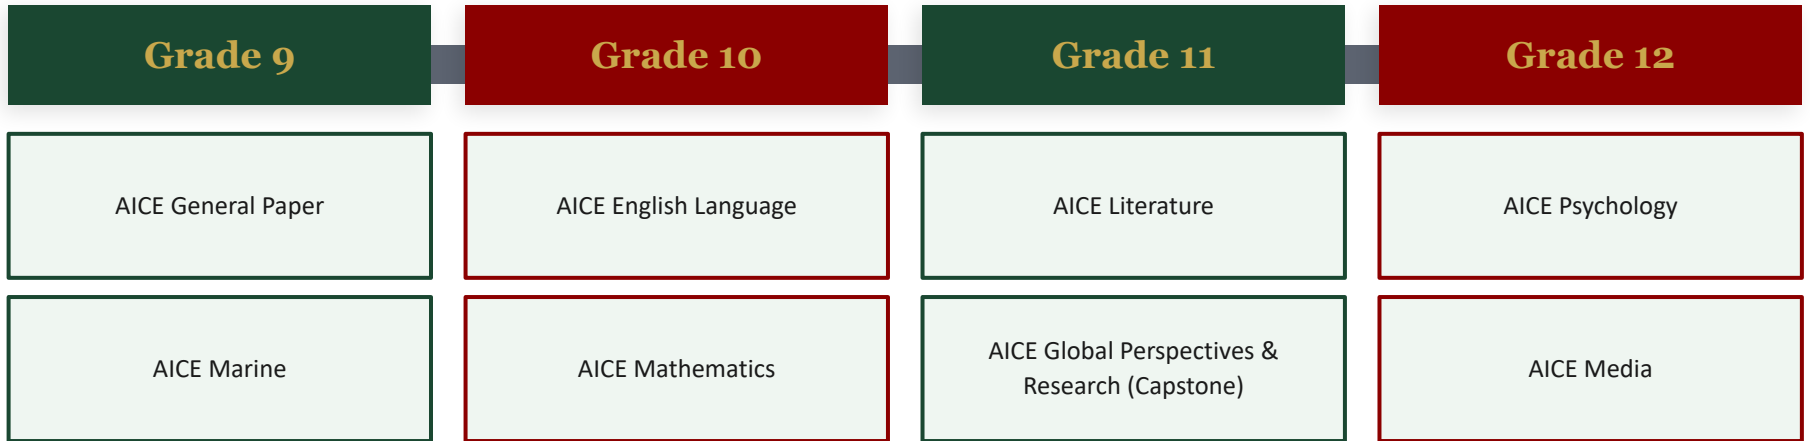 Grade 9
Grade 10
Grade 11
Grade 12
AICE General Paper
AICE English Language
AICE Literature
AICE Psychology
AICE Marine
AICE Mathematics
AICE Global Perspectives &
Research (Capstone)
AICE Media